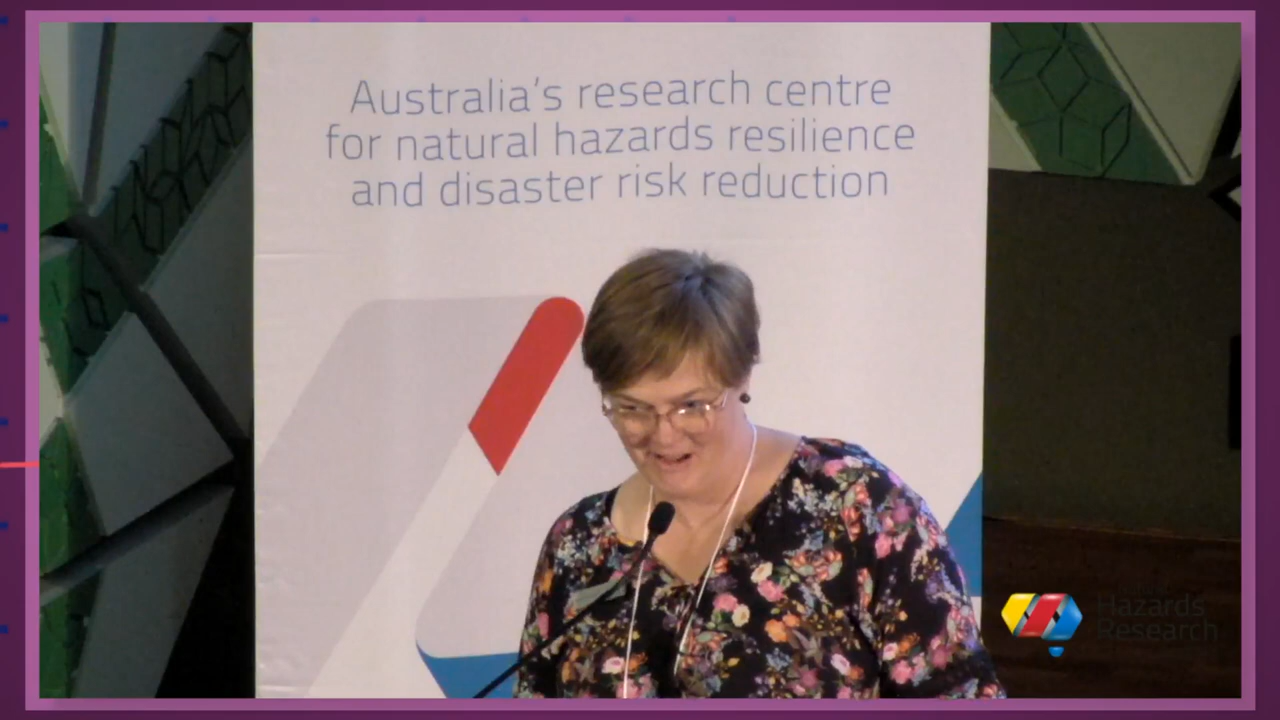 Australia's research centre
for natural hazards resilience
and disaster risk reduction
Hazards
Research